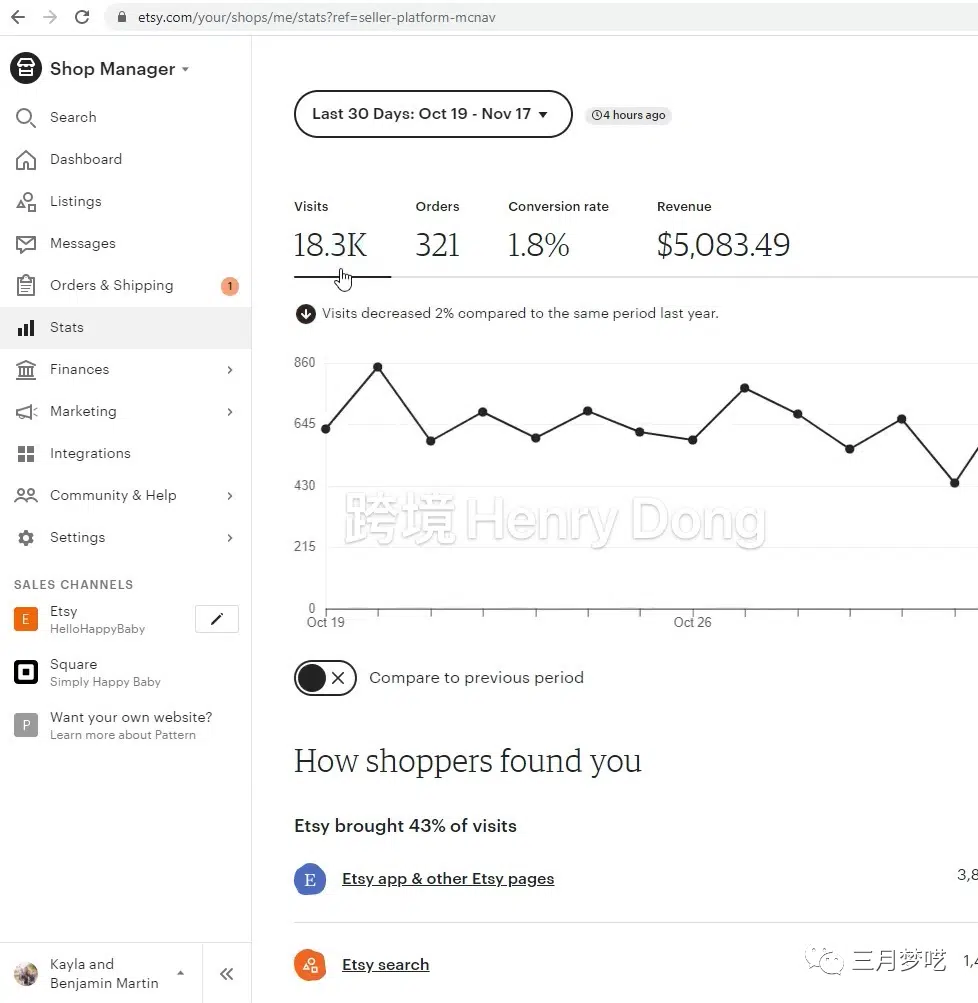 etsy.com/your/shops/me/stats?ref=seller-platform-mcnav
Shop Manager
Search
Dashboard
Listings
Messages
Orders & Shipping 1
Stats
Finances
Marketing
Integrations
Community & Help
Settings
SALES CHANNELS
E
Etsy
HelloHappyBaby
Square
Simply Happy Baby
P
Want your own website?
Learn more about Pattern
Kayla and
Benjamin Martin
Last 30 Days: Oct 19 - Nov 17
4 hours ago
Visits Orders Conversion rate Revenue
18.3K 321 1.8% $5,083.49
Visits decreased 2% compared to the same period last year.
860
645
430
215
0
Oct 19 Oct 26
跨境 Henry Dong
Compare to previous period
How shoppers found you
Etsy brought 43% of visits
E Etsy app & other Etsy pages 3,8
Etsy search 1,4
三月梦呓